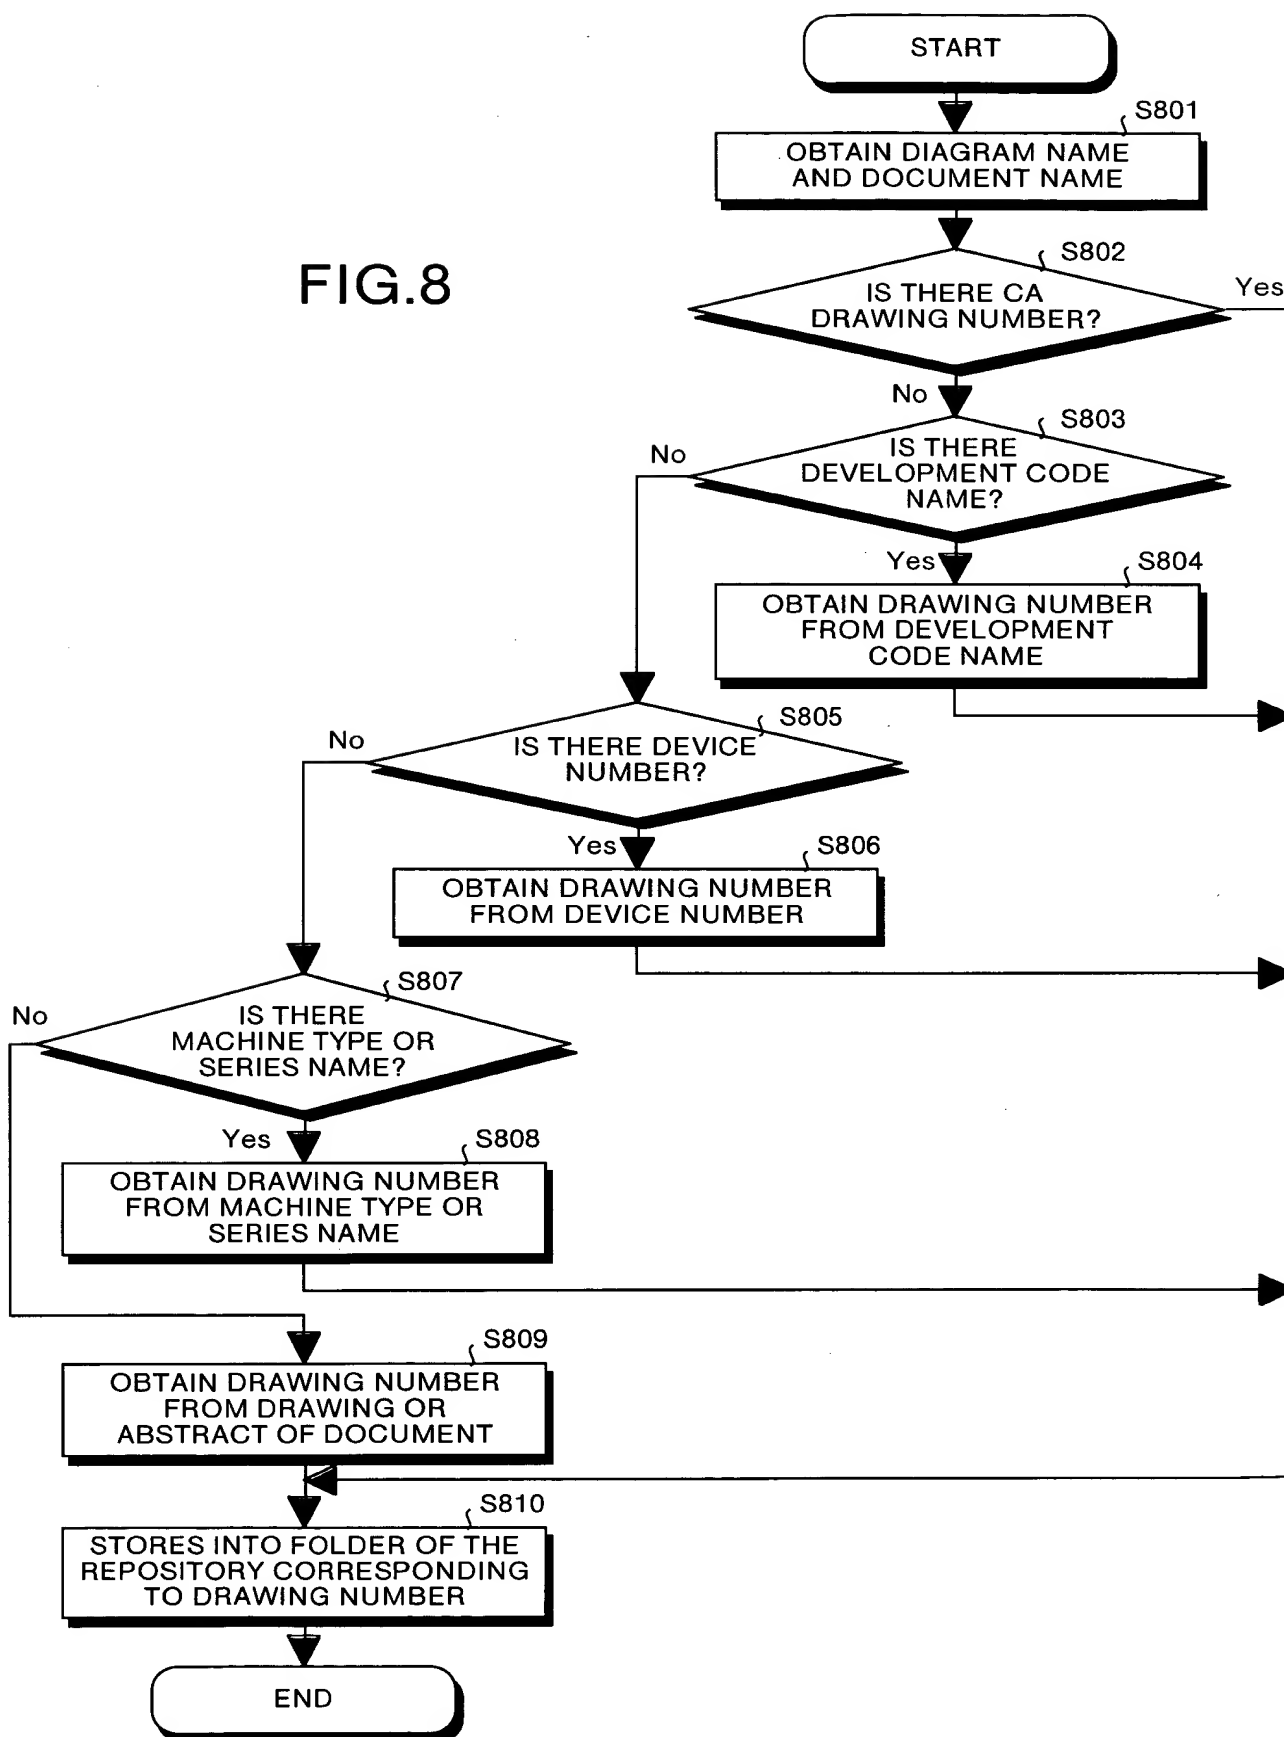 START
S801
OBTAIN DIAGRAM NAME
AND DOCUMENT NAME
FIG.8
S802
IS THERE CA
DRAWING NUMBER?
Yes
No
S803
IS THERE
DEVELOPMENT CODE
NAME?
No
Yes
S804
OBTAIN DRAWING NUMBER
FROM DEVELOPMENT
CODE NAME
S805
IS THERE DEVICE
NUMBER?
No
Yes
S806
OBTAIN DRAWING NUMBER
FROM DEVICE NUMBER
S807
IS THERE
MACHINE TYPE OR
SERIES NAME?
No
Yes
S808
OBTAIN DRAWING NUMBER
FROM MACHINE TYPE OR
SERIES NAME
S809
OBTAIN DRAWING NUMBER
FROM DRAWING OR
ABSTRACT OF DOCUMENT
S810
STORES INTO FOLDER OF THE
REPOSITORY CORRESPONDING
TO DRAWING NUMBER
END